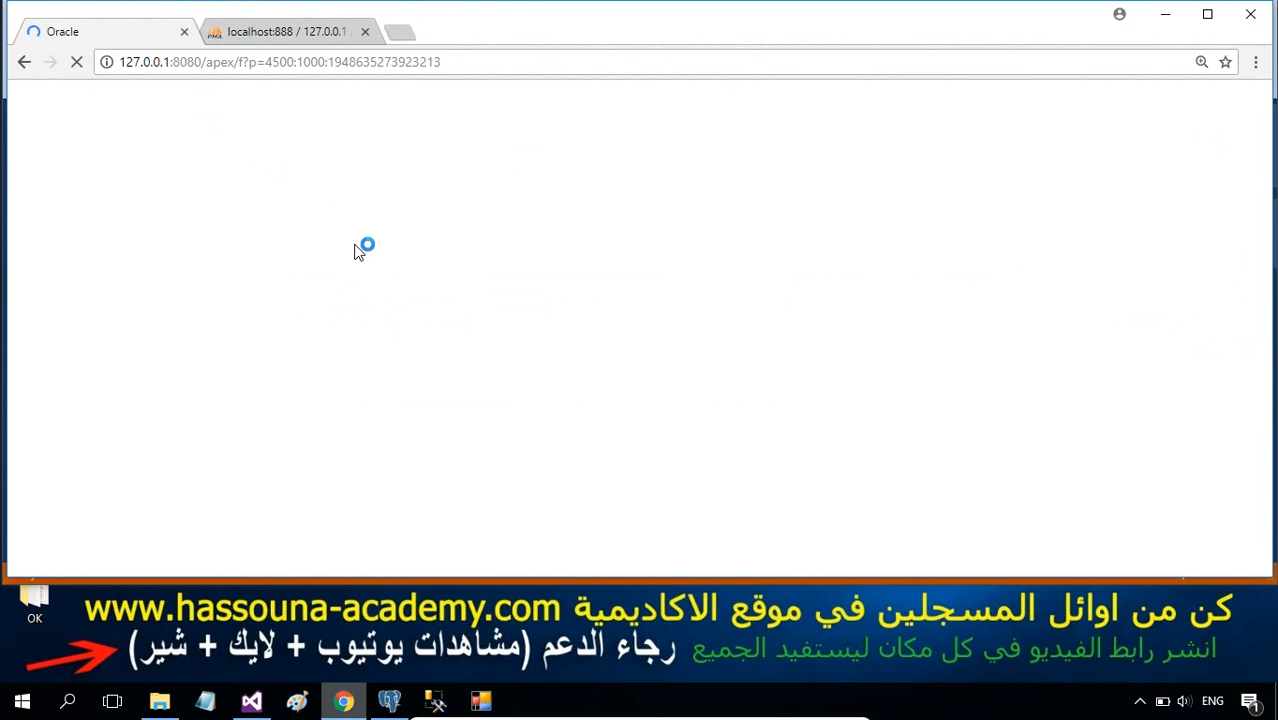 Oracle
localhost:888 / 127.0.0.1
127.0.0.1:8080/apex/f?p=4500:1000:1948635273923213
OK
كن من اوائل المسجلين في موقع الاكاديمية www.hassouna-academy.com
انشر رابط الفيديو في كل مكان ليستفيد الجميع
رجاء الدعم (مشاهدات يوتيوب + لايك + شير)
ENG
1